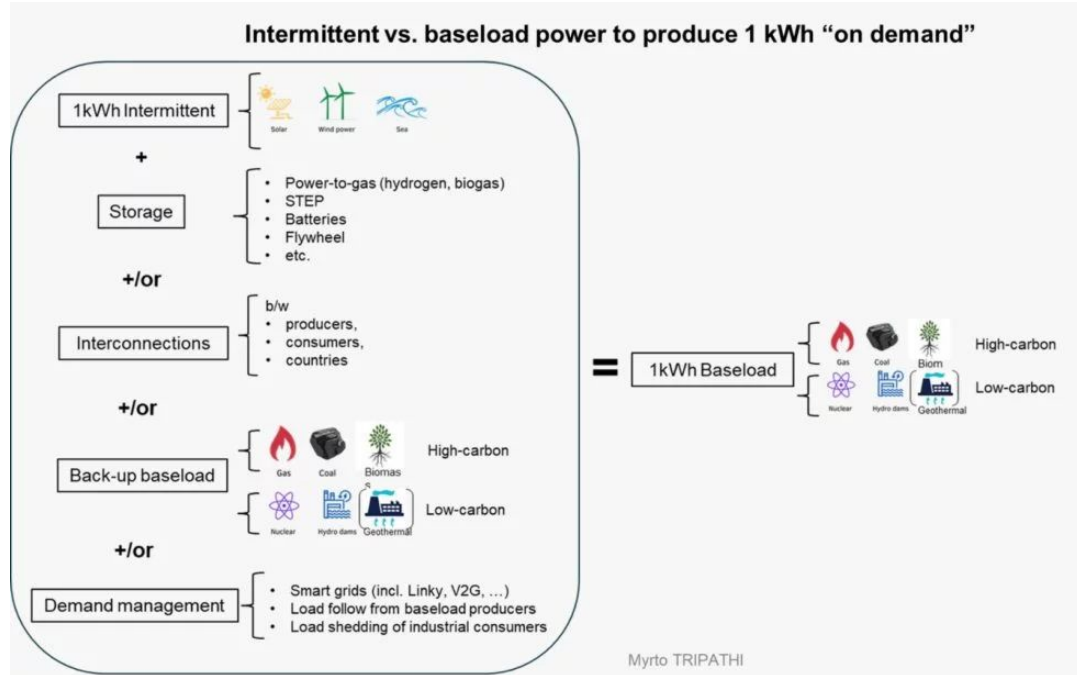 Intermittent vs. baseload power to produce 1 kWh “on demand”
1kWh Intermittent
Solar
Wind power
Sea
+
Storage
• Power-to-gas (hydrogen, biogas)
• STEP
• Batteries
• Flywheel
• etc.
+/or
Interconnections
b/w
• producers,
• consumers,
• countries
+/or
Back-up baseload
Gas
Coal
Biomas
s
High-carbon
Nuclear
Hydro dams
Geothermal
Low-carbon
+/or
Demand management
• Smart grids (incl. Linky, V2G, …)
• Load follow from baseload producers
• Load shedding of industrial consumers
=
1kWh Baseload
Gas
Coal
Biom
High-carbon
Nuclear
Hydro dams
Geothermal
Low-carbon
Myrto TRIPATHI